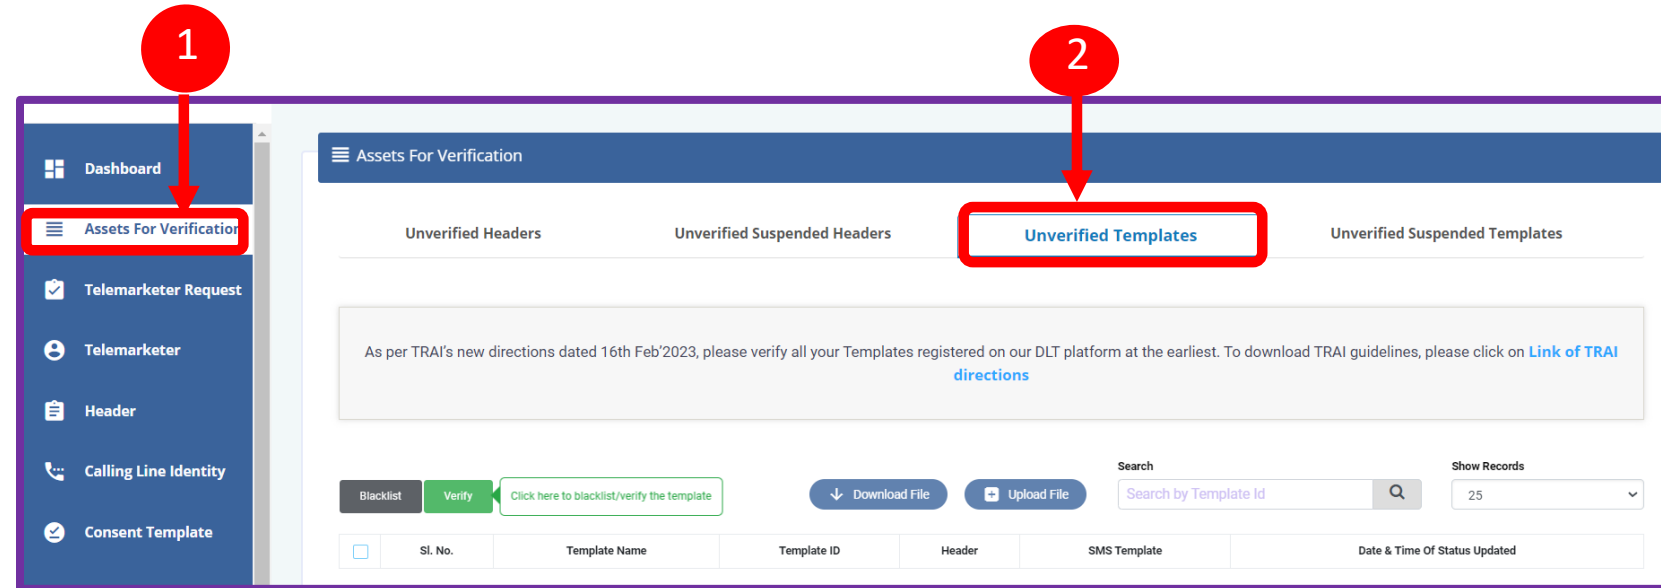 1
2
Dashboard
Assets For Verification
Telemarketer Request
Telemarketer
Header
Calling Line Identity
Consent Template
Assets For Verification
Unverified Headers
Unverified Suspended Headers
Unverified Templates
Unverified Suspended Templates
As per TRAI's new directions dated 16th Feb'2023, please verify all your Templates registered on our DLT platform at the earliest. To download TRAI guidelines, please click on Link of TRAI
directions
Blacklist
Verify
Click here to blacklist/verify the template
Download File
Upload File
Search
Search by Template Id
Show Records
25
Sl. No.
Template Name
Template ID
Header
SMS Template
Date & Time Of Status Updated